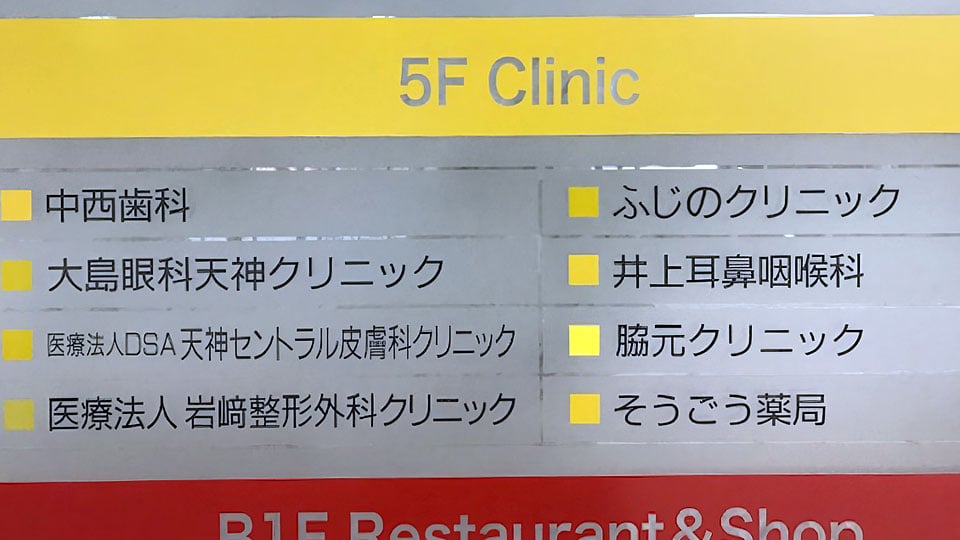 5F Clinic
中西歯科
大島眼科天神クリニック
医療法人DSA 天神セントラル皮膚科クリニック
医療法人 岩﨑整形外科クリニック
ふじのクリニック
井上耳鼻咽喉科
脇元クリニック
そうごう薬局
B1F Restaurant&Shop